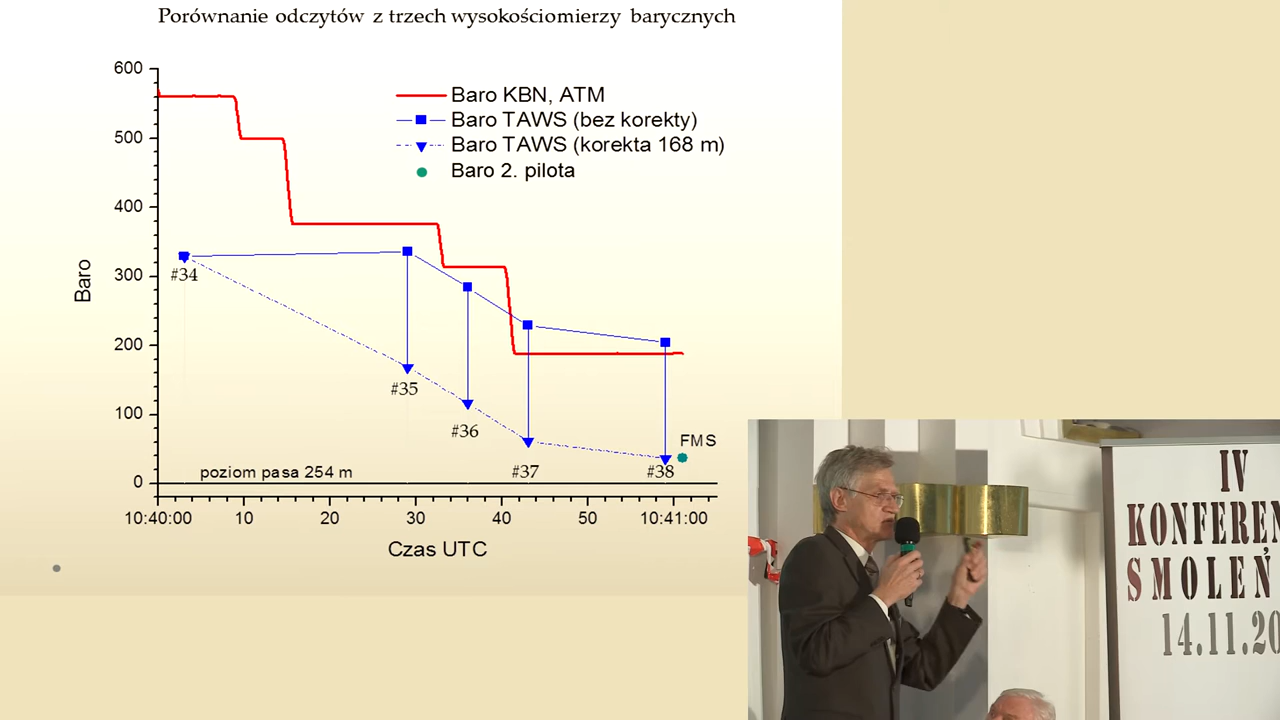 Porównanie odczytów z trzech wysokościomierzy barycznych
600
500
400
300
200
100
0
Baro
Baro KBN, ATM
Baro TAWS (bez korekty)
Baro TAWS (korekta 168 m)
Baro 2. pilota
#34
#35
#36
#37
#38
FMS
poziom pasa 254 m
10:40:00 10 20 30 40 50 10:41:00
Czas UTC
IV
KONFEREN
SMOLEŃ
14.11.20